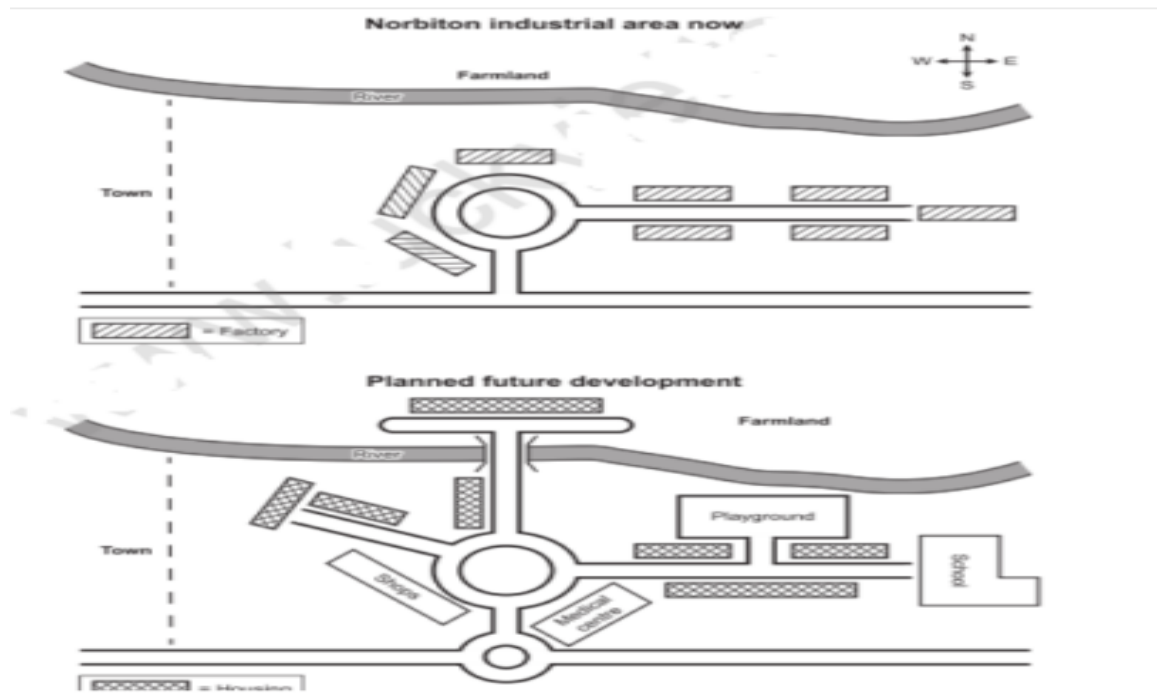 Norbiton industrial area now
N
W E
S
Farmland
River
Town
= Factory
Planned future development
Farmland
River
Playground
Town
School
Shops
Medical
centre
= Housing